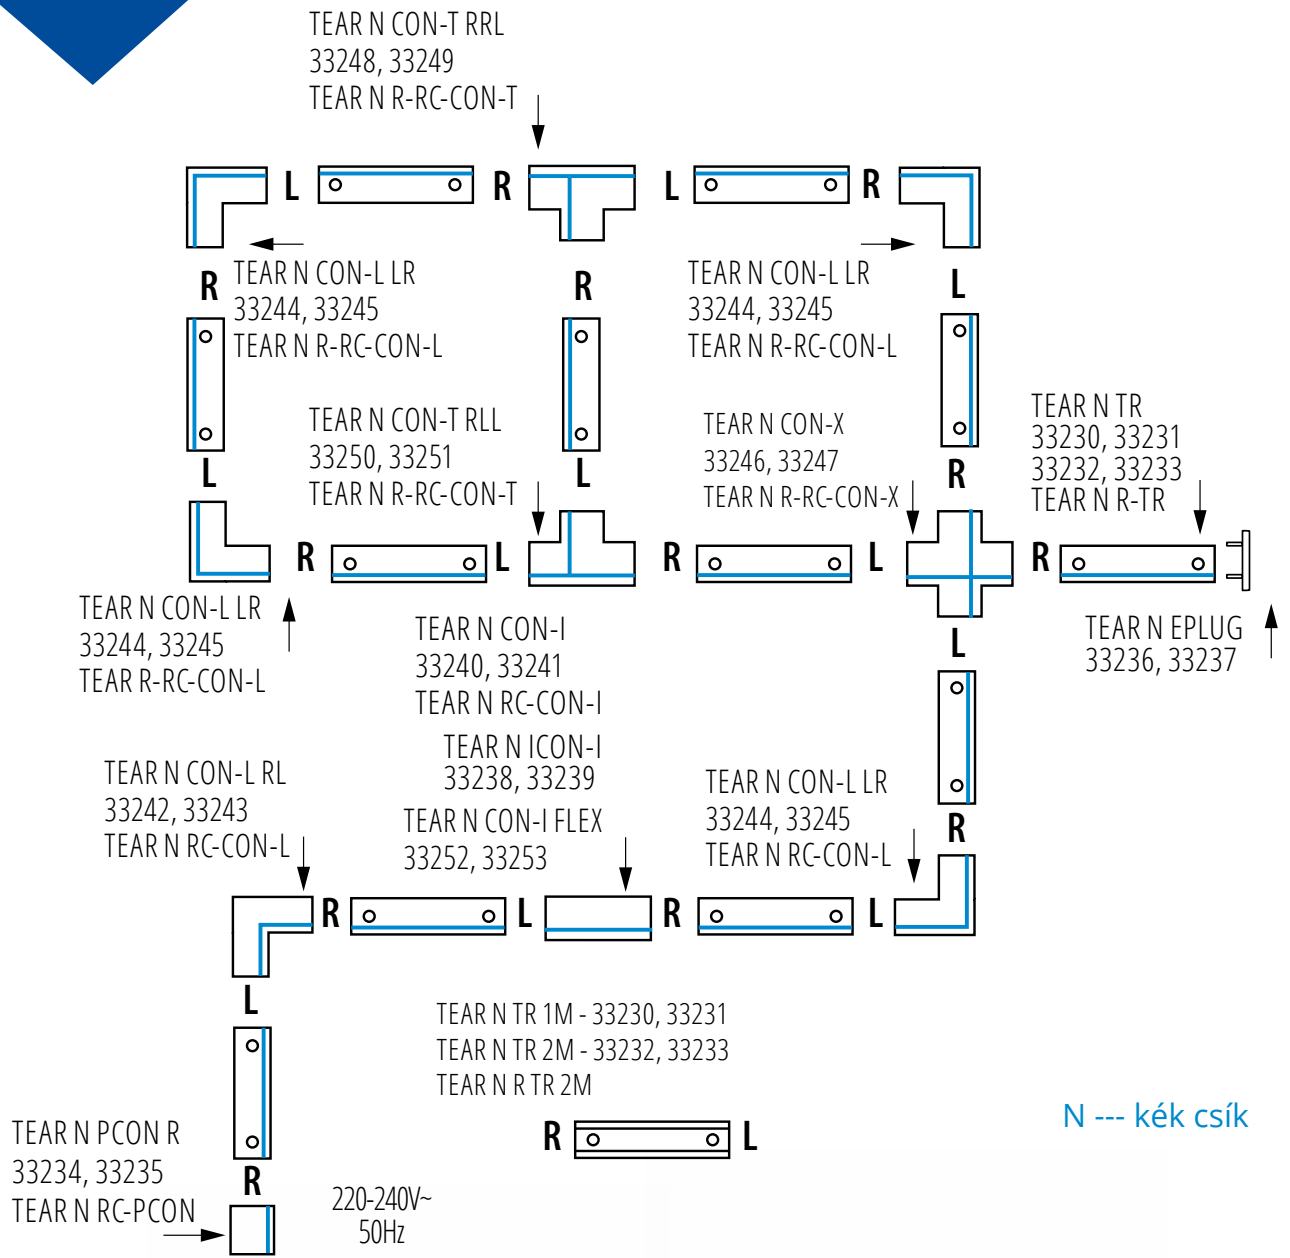 TEAR N CON-T RRL
33248, 33249
TEAR N R-RC-CON-T
L
R
L
R
R
TEAR N CON-L LR
33244, 33245
TEAR N R-RC-CON-L
R
TEAR N CON-L LR
33244, 33245
TEAR N R-RC-CON-L
L
TEAR N CON-T RLL
33250, 33251
TEAR N R-RC-CON-T
TEAR N CON-X
33246, 33247
TEAR N R-RC-CON-X
TEAR N TR
33230, 33231
33232, 33233
TEAR N R-TR
L
L
R
R
L
R
L
R
TEAR N CON-L LR
33244, 33245
TEAR R-RC-CON-L
TEAR N CON-I
33240, 33241
TEAR N RC-CON-I
TEAR N ICON-I
33238, 33239
TEAR N CON-I FLEX
33252, 33253
L
TEAR N EPLUG
33236, 33237
TEAR N CON-L RL
33242, 33243
TEAR N RC-CON-L
TEAR N CON-L LR
33244, 33245
TEAR N RC-CON-L
R
R
L
R
L
L
TEAR N TR 1M - 33230, 33231
TEAR N TR 2M - 33232, 33233
TEAR N R TR 2M
R
L
N --- kék csík
TEAR N PCON R
33234, 33235
TEAR N RC-PCON
R
220-240V~
50Hz